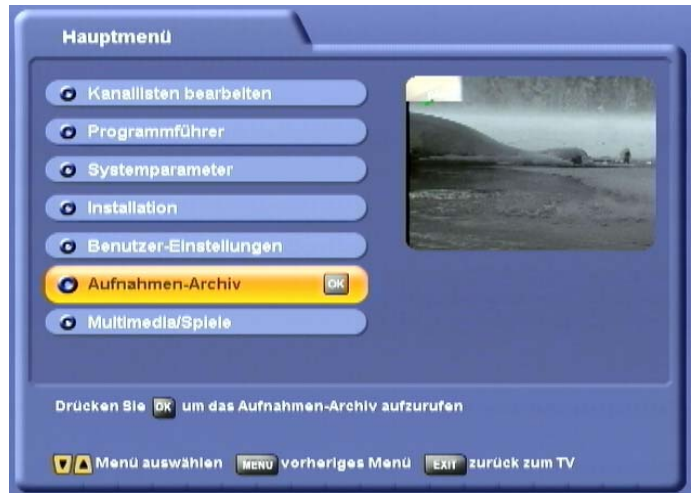 Hauptmenü
Kanallisten bearbeiten
Programmführer
Systemparameter
Installation
Benutzer-Einstellungen
Aufnahmen-Archiv OK
Multimedia/Spiele
Drücken Sie OK um das Aufnahmen-Archiv aufzurufen
Menü auswählen MENU vorheriges Menü EXIT zurück zum TV